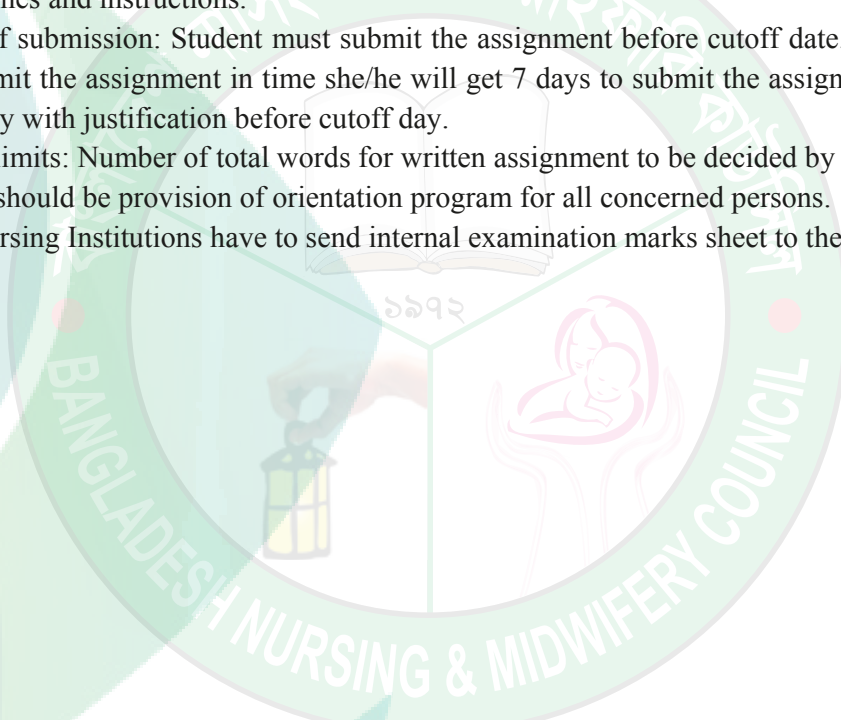 and instructions.
f submission: Student must submit the assignment before cutoff date
mit the assignment in time she/he will get 7 days to submit the assign
y with justification before cutoff day.
imits: Number of total words for written assignment to be decided by
should be provision of orientation program for all concerned persons.
rsing Institutions have to send internal examination marks sheet to the
১৯৭২
BANGLADESH NURSING & MIDWIFERY COUNCIL